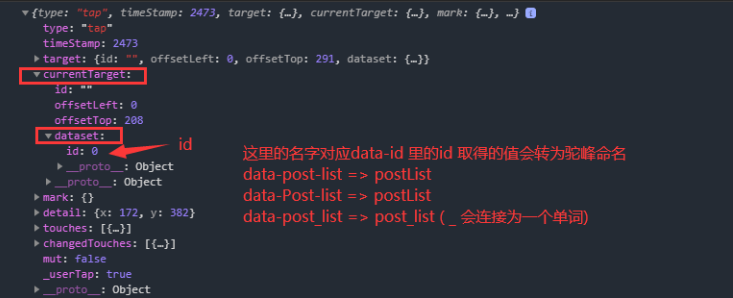 ▼{type: "tap", timeStamp: 2473, target: {…}, currentTarget: {…}, mark: {…}, …} i
type: "tap"
timeStamp: 2473
▶target: {id: "", offsetLeft: 0, offsetTop: 291, dataset: {…}}
▼currentTarget:
id: ""
offsetLeft: 0
offsetTop: 208
▼dataset:
id: 0
id
▶__proto__: Object
▶__proto__: Object
▶mark: {}
▶detail: {x: 172, y: 382}
▶touches: [{…}]
▶changedTouches: [{…}]
mut: false
_userTap: true
▶__proto__: Object
这里的名字对应data-id 里的id 取得的值会转为驼峰命名
data-post-list => postList
data-Post-list => postList
data-post_list => post_list ( _ 会连接为一个单词)